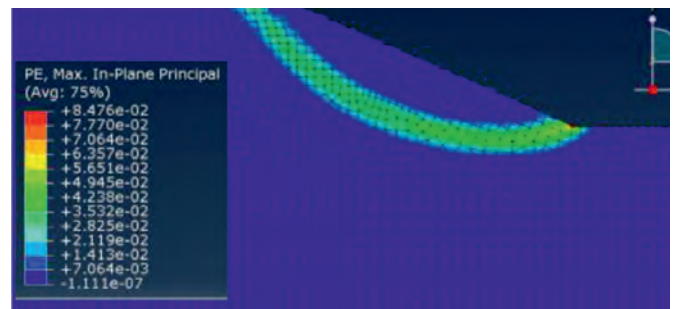 PE, Max. In-Plane Principal
(Avg: 75%)
+8.476e-02
+7.770e-02
+7.064e-02
+6.357e-02
+5.651e-02
+4.945e-02
+4.238e-02
+3.532e-02
+2.825e-02
+2.119e-02
+1.413e-02
+7.064e-03
-1.111e-07